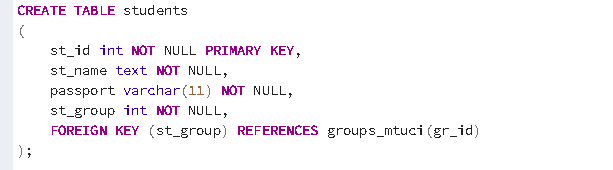 CREATE TABLE students
(
st_id int NOT NULL PRIMARY KEY,
st_name text NOT NULL,
passport varchar(11) NOT NULL,
st_group int NOT NULL,
FOREIGN KEY (st_group) REFERENCES groups_mtuci(gr_id)
);